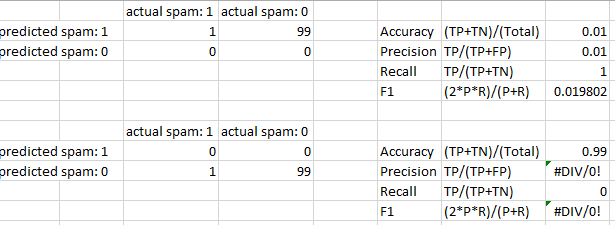 actual spam: 1 actual spam: 0
predicted spam: 1 1 99 Accuracy (TP+TN)/(Total) 0.01
predicted spam: 0 0 0 Precision TP/(TP+FP) 0.01
Recall TP/(TP+TN) 1
F1 (2*P*R)/(P+R) 0.019802
actual spam: 1 actual spam: 0
predicted spam: 1 0 0 Accuracy (TP+TN)/(Total) 0.99
predicted spam: 0 1 99 Precision TP/(TP+FP) #DIV/0!
Recall TP/(TP+TN) 0
F1 (2*P*R)/(P+R) #DIV/0!